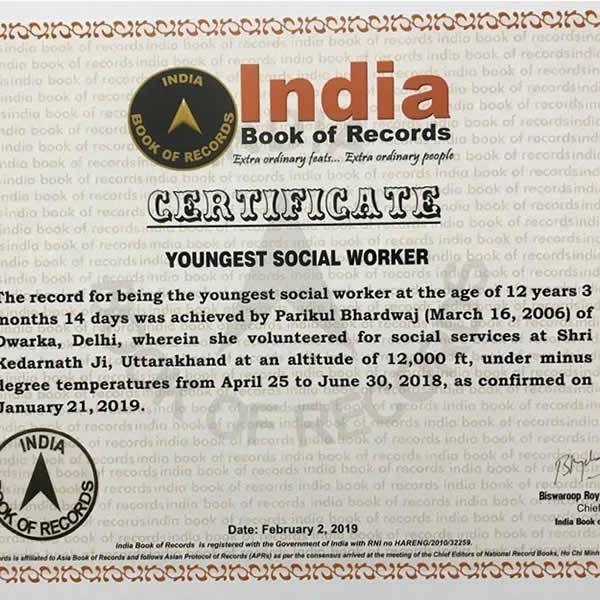 INDIA
BOOK OF RECORDS
India
Book of Records
Extra ordinary feats... Extra ordinary people
CERTIFICATE
YOUNGEST SOCIAL WORKER
The record for being the youngest social worker at the age of 12 years 3
months 14 days was achieved by Parikul Bhardwaj (March 16, 2006) of
Dwarka, Delhi, wherein she volunteered for social services at Shri
Kedarnath Ji, Uttarakhand at an altitude of 12,000 ft, under minus
degree temperatures from April 25 to June 30, 2018, as confirmed on
January 21, 2019.
INDIA
BOOK OF RECORDS
Biswaroop Roy
Chief
India Book of
Date: February 2, 2019
India Book of Records is registered with the Government of India with RNI no HARENG/2010/32259.
is affiliated to Asia Book of Records and follows Asian Protocol of Records (APRs) as per the consensus arrived at the meeting of the Chief Editors of National Record Books, Ho Chi Minh